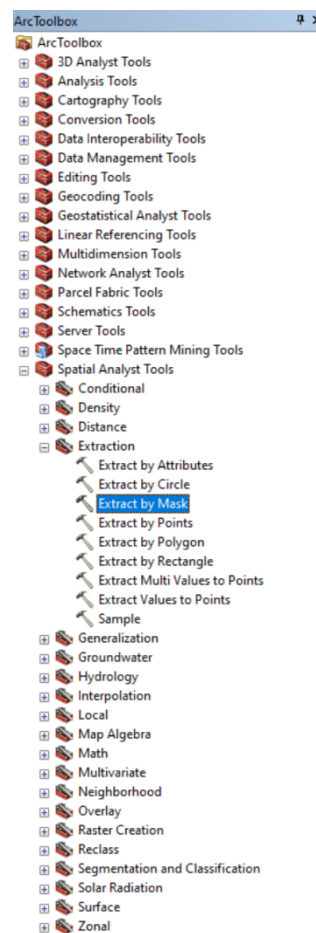 ArcToolbox
ArcToolbox
3D Analyst Tools
Analysis Tools
Cartography Tools
Conversion Tools
Data Interoperability Tools
Data Management Tools
Editing Tools
Geocoding Tools
Geostatistical Analyst Tools
Linear Referencing Tools
Multidimension Tools
Network Analyst Tools
Parcel Fabric Tools
Schematics Tools
Server Tools
Space Time Pattern Mining Tools
Spatial Analyst Tools
Conditional
Density
Distance
Extraction
Extract by Attributes
Extract by Circle
Extract by Mask
Extract by Points
Extract by Polygon
Extract by Rectangle
Extract Multi Values to Points
Extract Values to Points
Sample
Generalization
Groundwater
Hydrology
Interpolation
Local
Map Algebra
Math
Multivariate
Neighborhood
Overlay
Raster Creation
Reclass
Segmentation and Classification
Solar Radiation
Surface
Zonal